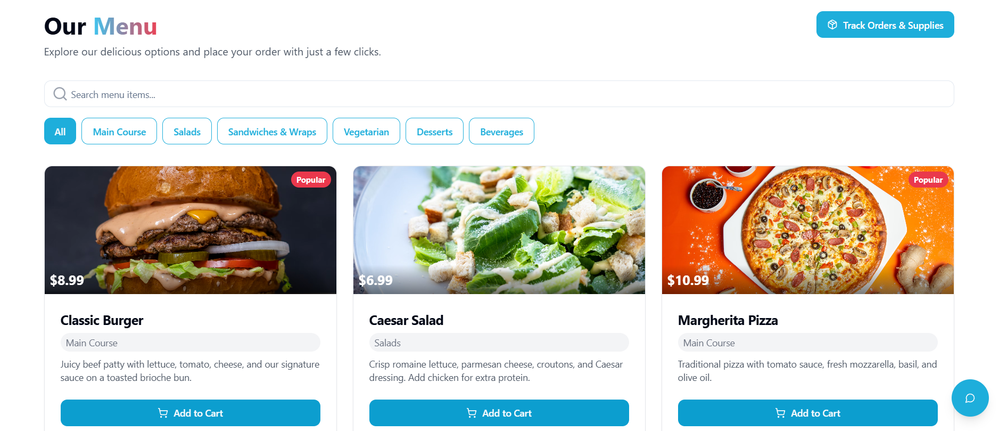 Our Menu
Track Orders & Supplies
Explore our delicious options and place your order with just a few clicks.
Search menu items...
All
Main Course
Salads
Sandwiches & Wraps
Vegetarian
Desserts
Beverages
Popular
$8.99
Classic Burger
Main Course
Juicy beef patty with lettuce, tomato, cheese, and our signature
sauce on a toasted brioche bun.
Add to Cart
$6.99
Caesar Salad
Salads
Crisp romaine lettuce, parmesan cheese, croutons, and Caesar
dressing. Add chicken for extra protein.
Add to Cart
Popular
$10.99
Margherita Pizza
Main Course
Traditional pizza with tomato sauce, fresh mozzarella, basil, and
olive oil.
Add to Cart